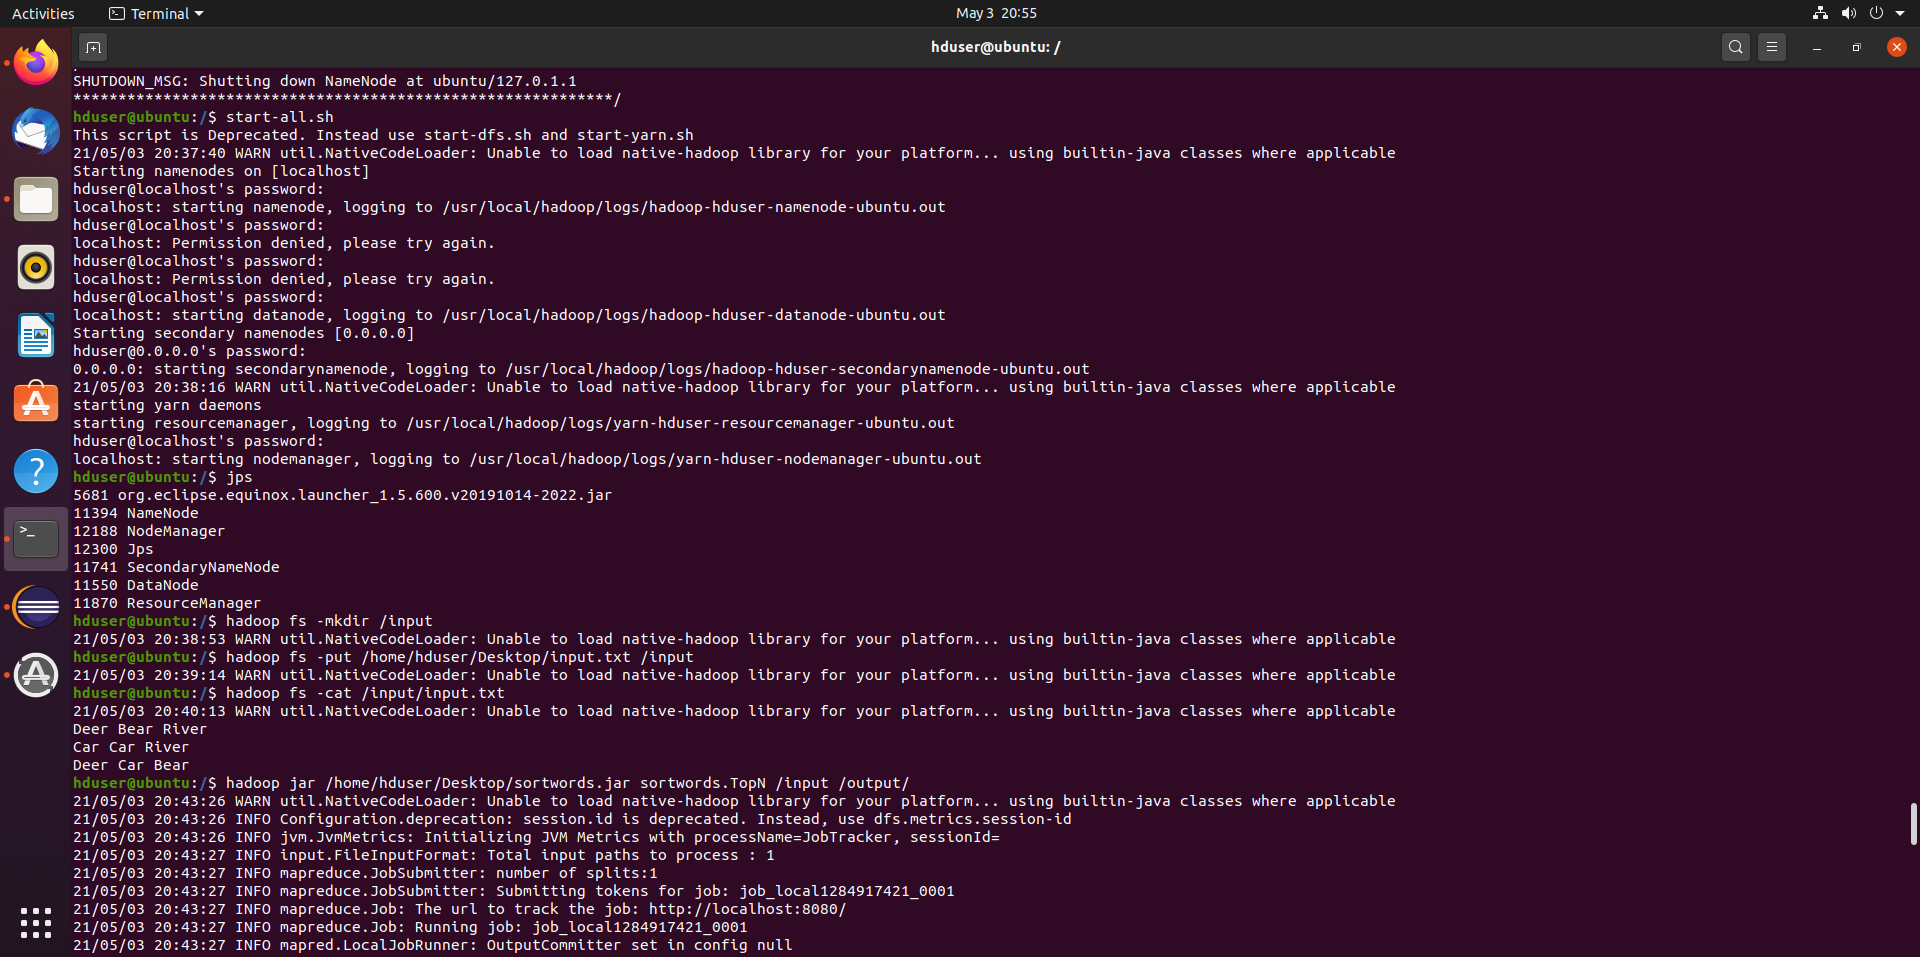 Activities
Terminal
May 3 20:55
hduser@ubuntu: /
SHUTDOWN_MSG: Shutting down NameNode at ubuntu/127.0.1.1
************************************************************/
hduser@ubuntu:/$ start-all.sh
This script is Deprecated. Instead use start-dfs.sh and start-yarn.sh
21/05/03 20:37:40 WARN util.NativeCodeLoader: Unable to load native-hadoop library for your platform... using builtin-java classes where applicable
Starting namenodes on [localhost]
hduser@localhost's password:
localhost: starting namenode, logging to /usr/local/hadoop/logs/hadoop-hduser-namenode-ubuntu.out
hduser@localhost's password:
localhost: Permission denied, please try again.
hduser@localhost's password:
localhost: Permission denied, please try again.
hduser@localhost's password:
localhost: starting datanode, logging to /usr/local/hadoop/logs/hadoop-hduser-datanode-ubuntu.out
Starting secondary namenodes [0.0.0.0]
hduser@0.0.0.0's password:
0.0.0.0: starting secondarynamenode, logging to /usr/local/hadoop/logs/hadoop-hduser-secondarynamenode-ubuntu.out
21/05/03 20:38:16 WARN util.NativeCodeLoader: Unable to load native-hadoop library for your platform... using builtin-java classes where applicable
starting yarn daemons
starting resourcemanager, logging to /usr/local/hadoop/logs/yarn-hduser-resourcemanager-ubuntu.out
hduser@localhost's password:
localhost: starting nodemanager, logging to /usr/local/hadoop/logs/yarn-hduser-nodemanager-ubuntu.out
hduser@ubuntu:/$ jps
5681 org.eclipse.equinox.launcher_1.5.600.v20191014-2022.jar
11394 NameNode
12188 NodeManager
12300 Jps
11741 SecondaryNameNode
11550 DataNode
11870 ResourceManager
hduser@ubuntu:/$ hadoop fs -mkdir /input
21/05/03 20:38:53 WARN util.NativeCodeLoader: Unable to load native-hadoop library for your platform... using builtin-java classes where applicable
hduser@ubuntu:/$ hadoop fs -put /home/hduser/Desktop/input.txt /input
21/05/03 20:39:14 WARN util.NativeCodeLoader: Unable to load native-hadoop library for your platform... using builtin-java classes where applicable
hduser@ubuntu:/$ hadoop fs -cat /input/input.txt
21/05/03 20:40:13 WARN util.NativeCodeLoader: Unable to load native-hadoop library for your platform... using builtin-java classes where applicable
Deer Bear River
Car Car River
Deer Car Bear
hduser@ubuntu:/$ hadoop jar /home/hduser/Desktop/sortwords.jar sortwords.TopN /input /output/
21/05/03 20:43:26 WARN util.NativeCodeLoader: Unable to load native-hadoop library for your platform... using builtin-java classes where applicable
21/05/03 20:43:26 INFO Configuration.deprecation: session.id is deprecated. Instead, use dfs.metrics.session-id
21/05/03 20:43:26 INFO jvm.JvmMetrics: Initializing JVM Metrics with processName=JobTracker, sessionId=
21/05/03 20:43:27 INFO input.FileInputFormat: Total input paths to process : 1
21/05/03 20:43:27 INFO mapreduce.JobSubmitter: number of splits:1
21/05/03 20:43:27 INFO mapreduce.JobSubmitter: Submitting tokens for job: job_local1284917421_0001
21/05/03 20:43:27 INFO mapreduce.Job: The url to track the job: http://localhost:8080/
21/05/03 20:43:27 INFO mapreduce.Job: Running job: job_local1284917421_0001
21/05/03 20:43:27 INFO mapred.LocalJobRunner: OutputCommitter set in config null